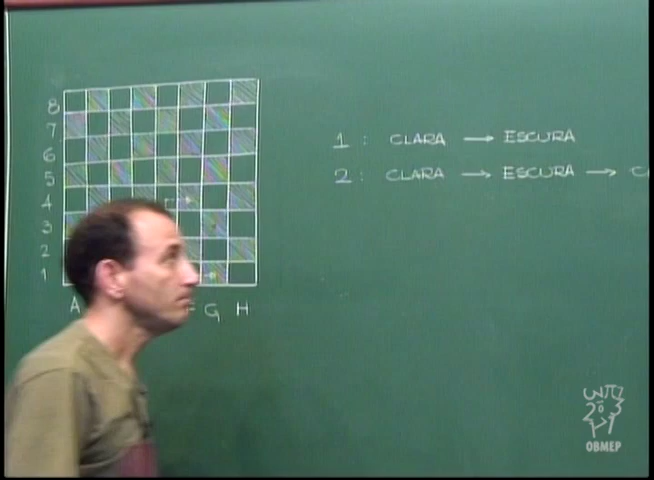 8
7
6
5
4
3
2
1
A G H
1 : CLARA → ESCURA
2 : CLARA → ESCURA →
OBMEP